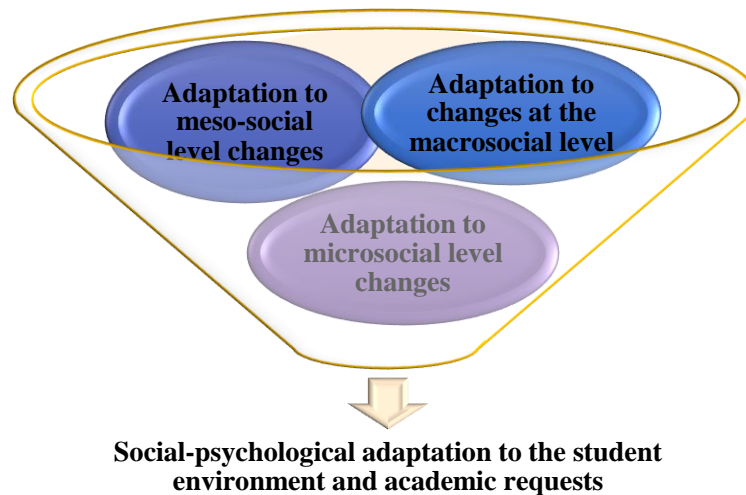 Adaptation to
meso-social
level changes
Adaptation to
changes at the
macrosocial level
Adaptation to
microsocial level
changes
Social-psychological adaptation to the student
environment and academic requests